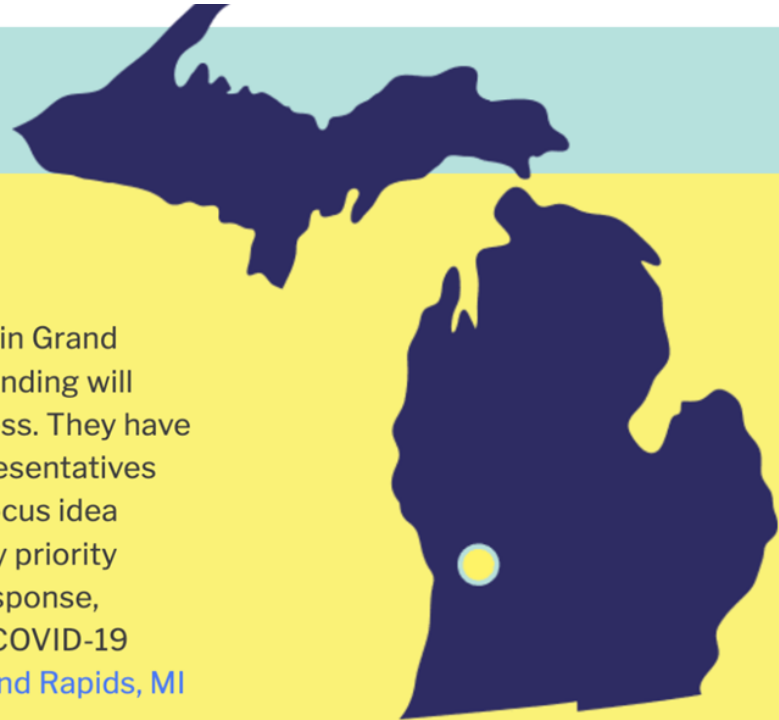 in Grand
nding will
ss. They have
esentatives
cus idea
priority
sponse,
COVID-19
nd Rapids, MI